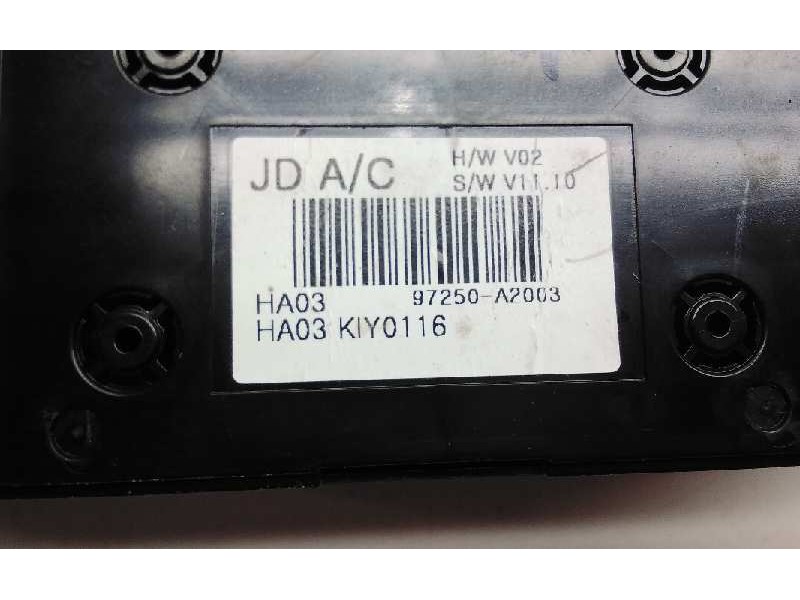 JD A/C
H/W V02
S/W V11.10
HA03 97250-A2003
HA03 KIY0116